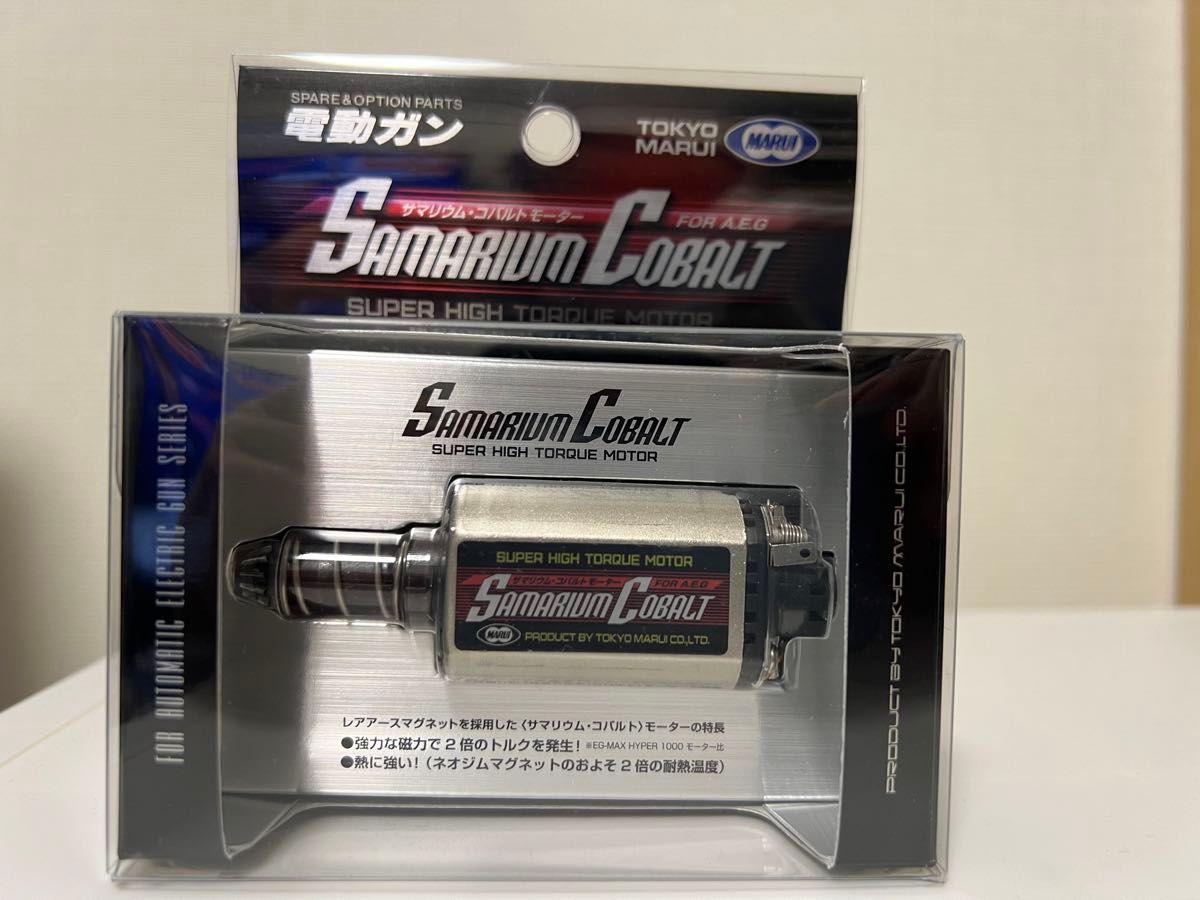 SPARE & OPTION PARTS
電動ガン
TOKYO
MARUI
MARUI
サマリウム・コバルトモーター
FOR A.E.G
SAMARIUM COBALT
SUPER HIGH TORQUE MOTOR
SAMARIUM COBALT
SUPER HIGH TORQUE MOTOR
FOR AUTOMATIC ELECTRIC GUN SERIES
SUPER HIGH TORQUE MOTOR
サマリウム・コバルトモーター
FOR A.E.G
SAMARIUM COBALT
MARUI
PRODUCT BY TOKYO MARUI CO.,LTD.
レアアースマグネットを採用した〈サマリウム・コバルト〉モーターの特長
●強力な磁力で2倍のトルクを発生! ※EG-MAX HYPER 1000 モーター比
●熱に強い!(ネオジムマグネットのおよそ2倍の耐熱温度)
PRODUCT BY TOKYO MARUI CO.,LTD.